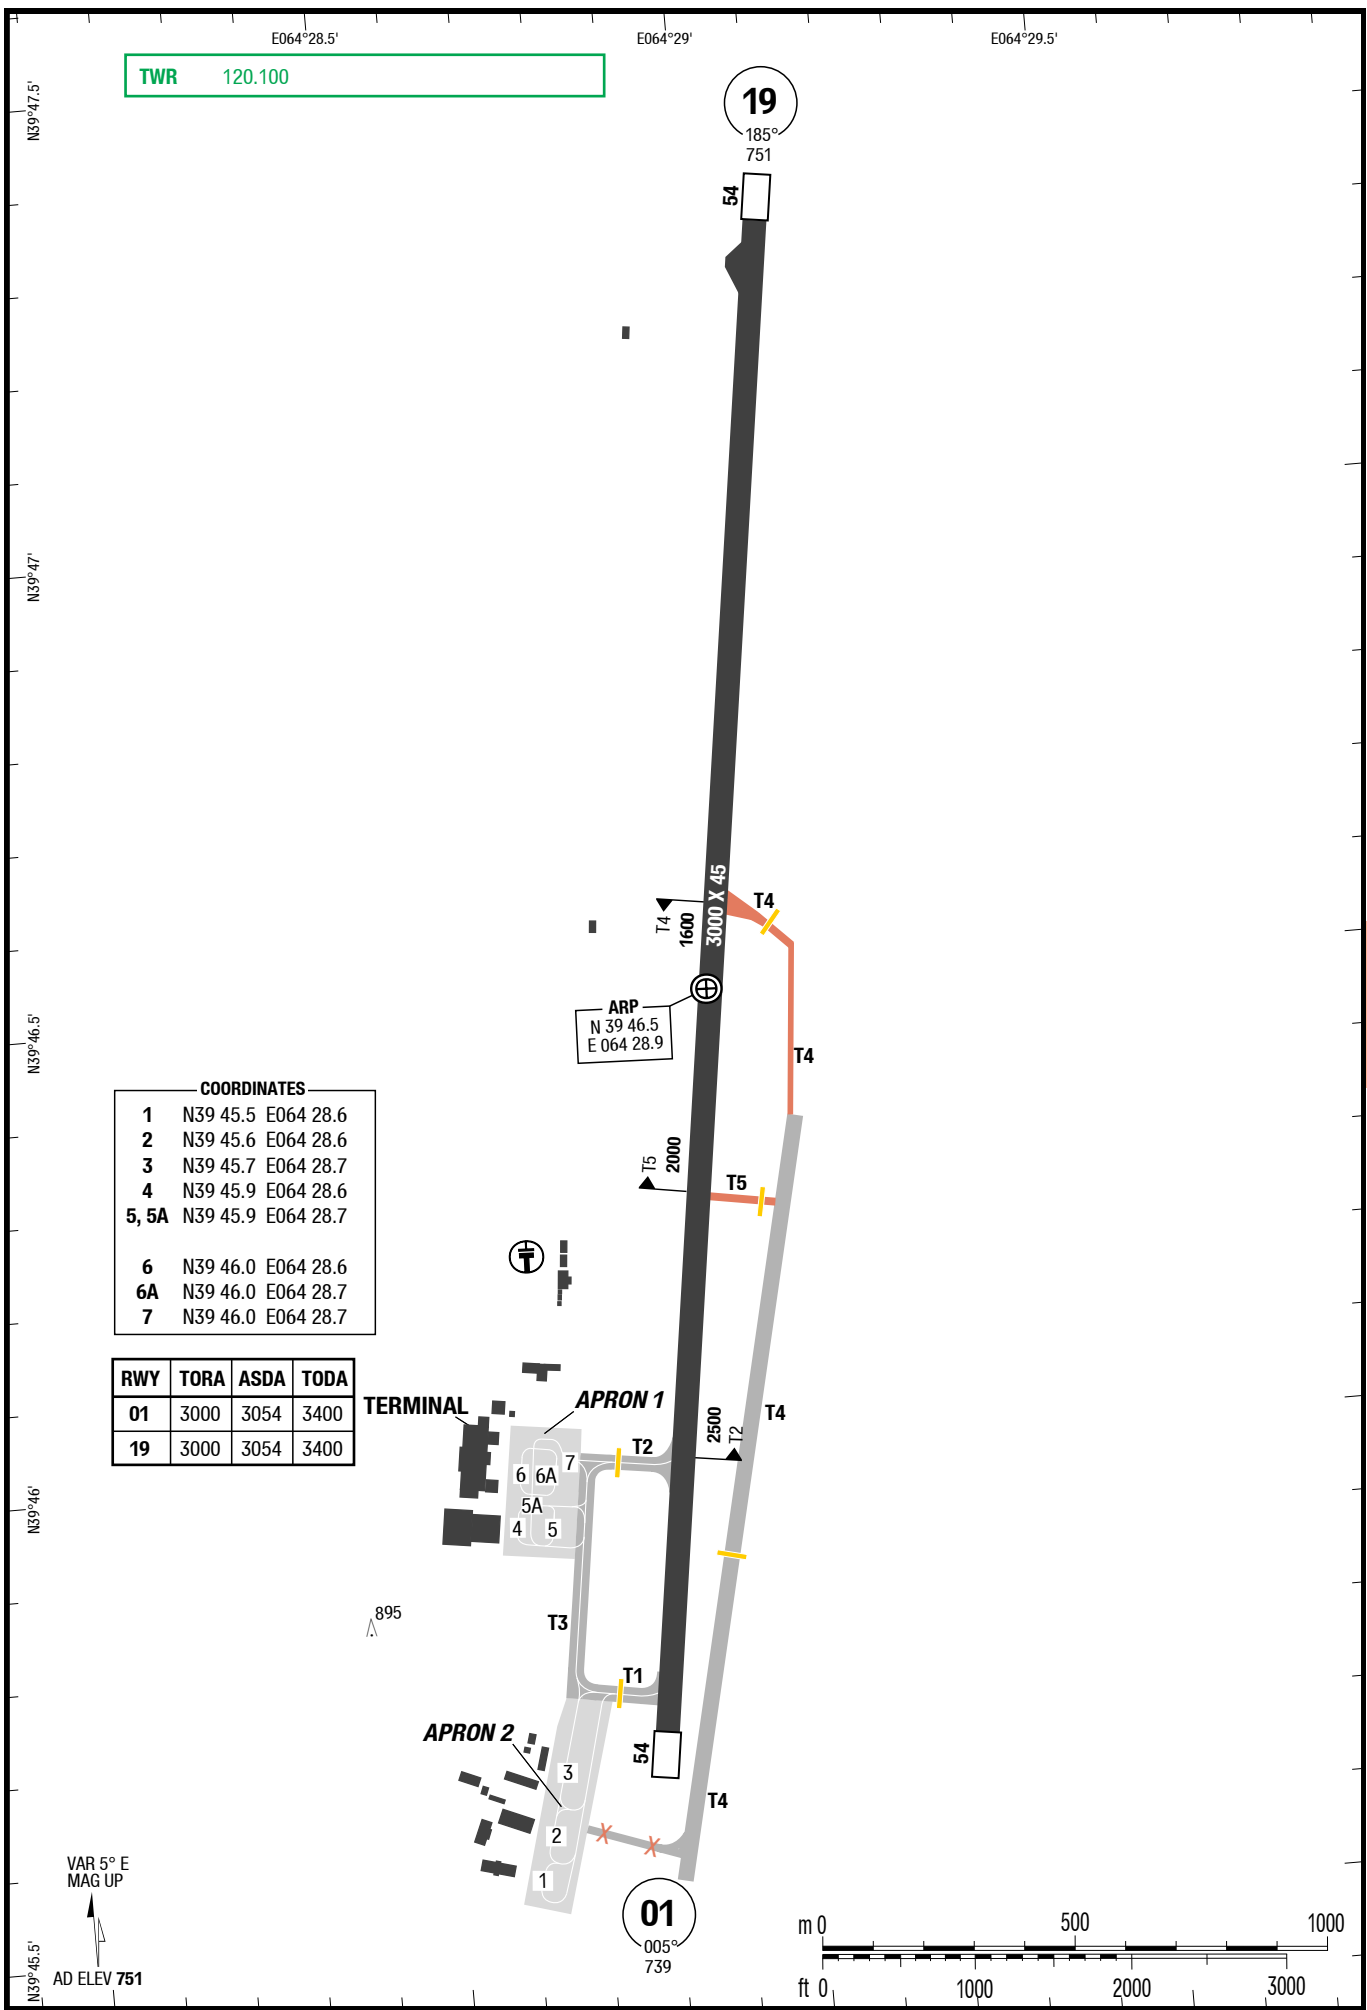 E064°28.5' E064°29' E064°29.5'
TWR 120.100
N39°47.5'
19
185°
751
54
N39°47'
3000 X 45
T4
T4
1600
ARP
N 39 46.5
E 064 28.9
N39°46.5'
T4
COORDINATES
1 N39 45.5 E064 28.6
2 N39 45.6 E064 28.6
3 N39 45.7 E064 28.7
4 N39 45.9 E064 28.6
5, 5A N39 45.9 E064 28.7
6 N39 46.0 E064 28.6
6A N39 46.0 E064 28.7
7 N39 46.0 E064 28.7
T5
2000
T5
RWY TORA ASDA TODA
01 3000 3054 3400
19 3000 3054 3400
TERMINAL
APRON 1
T2
2500
T2
T4
7
6 6A
5A
4 5
N39°46'
895
T3
T1
APRON 2
54
3
T4
2
1
01
005°
739
VAR 5° E
MAG UP
AD ELEV 751
N39°45.5'
m 0 500 1000
ft 0 1000 2000 3000